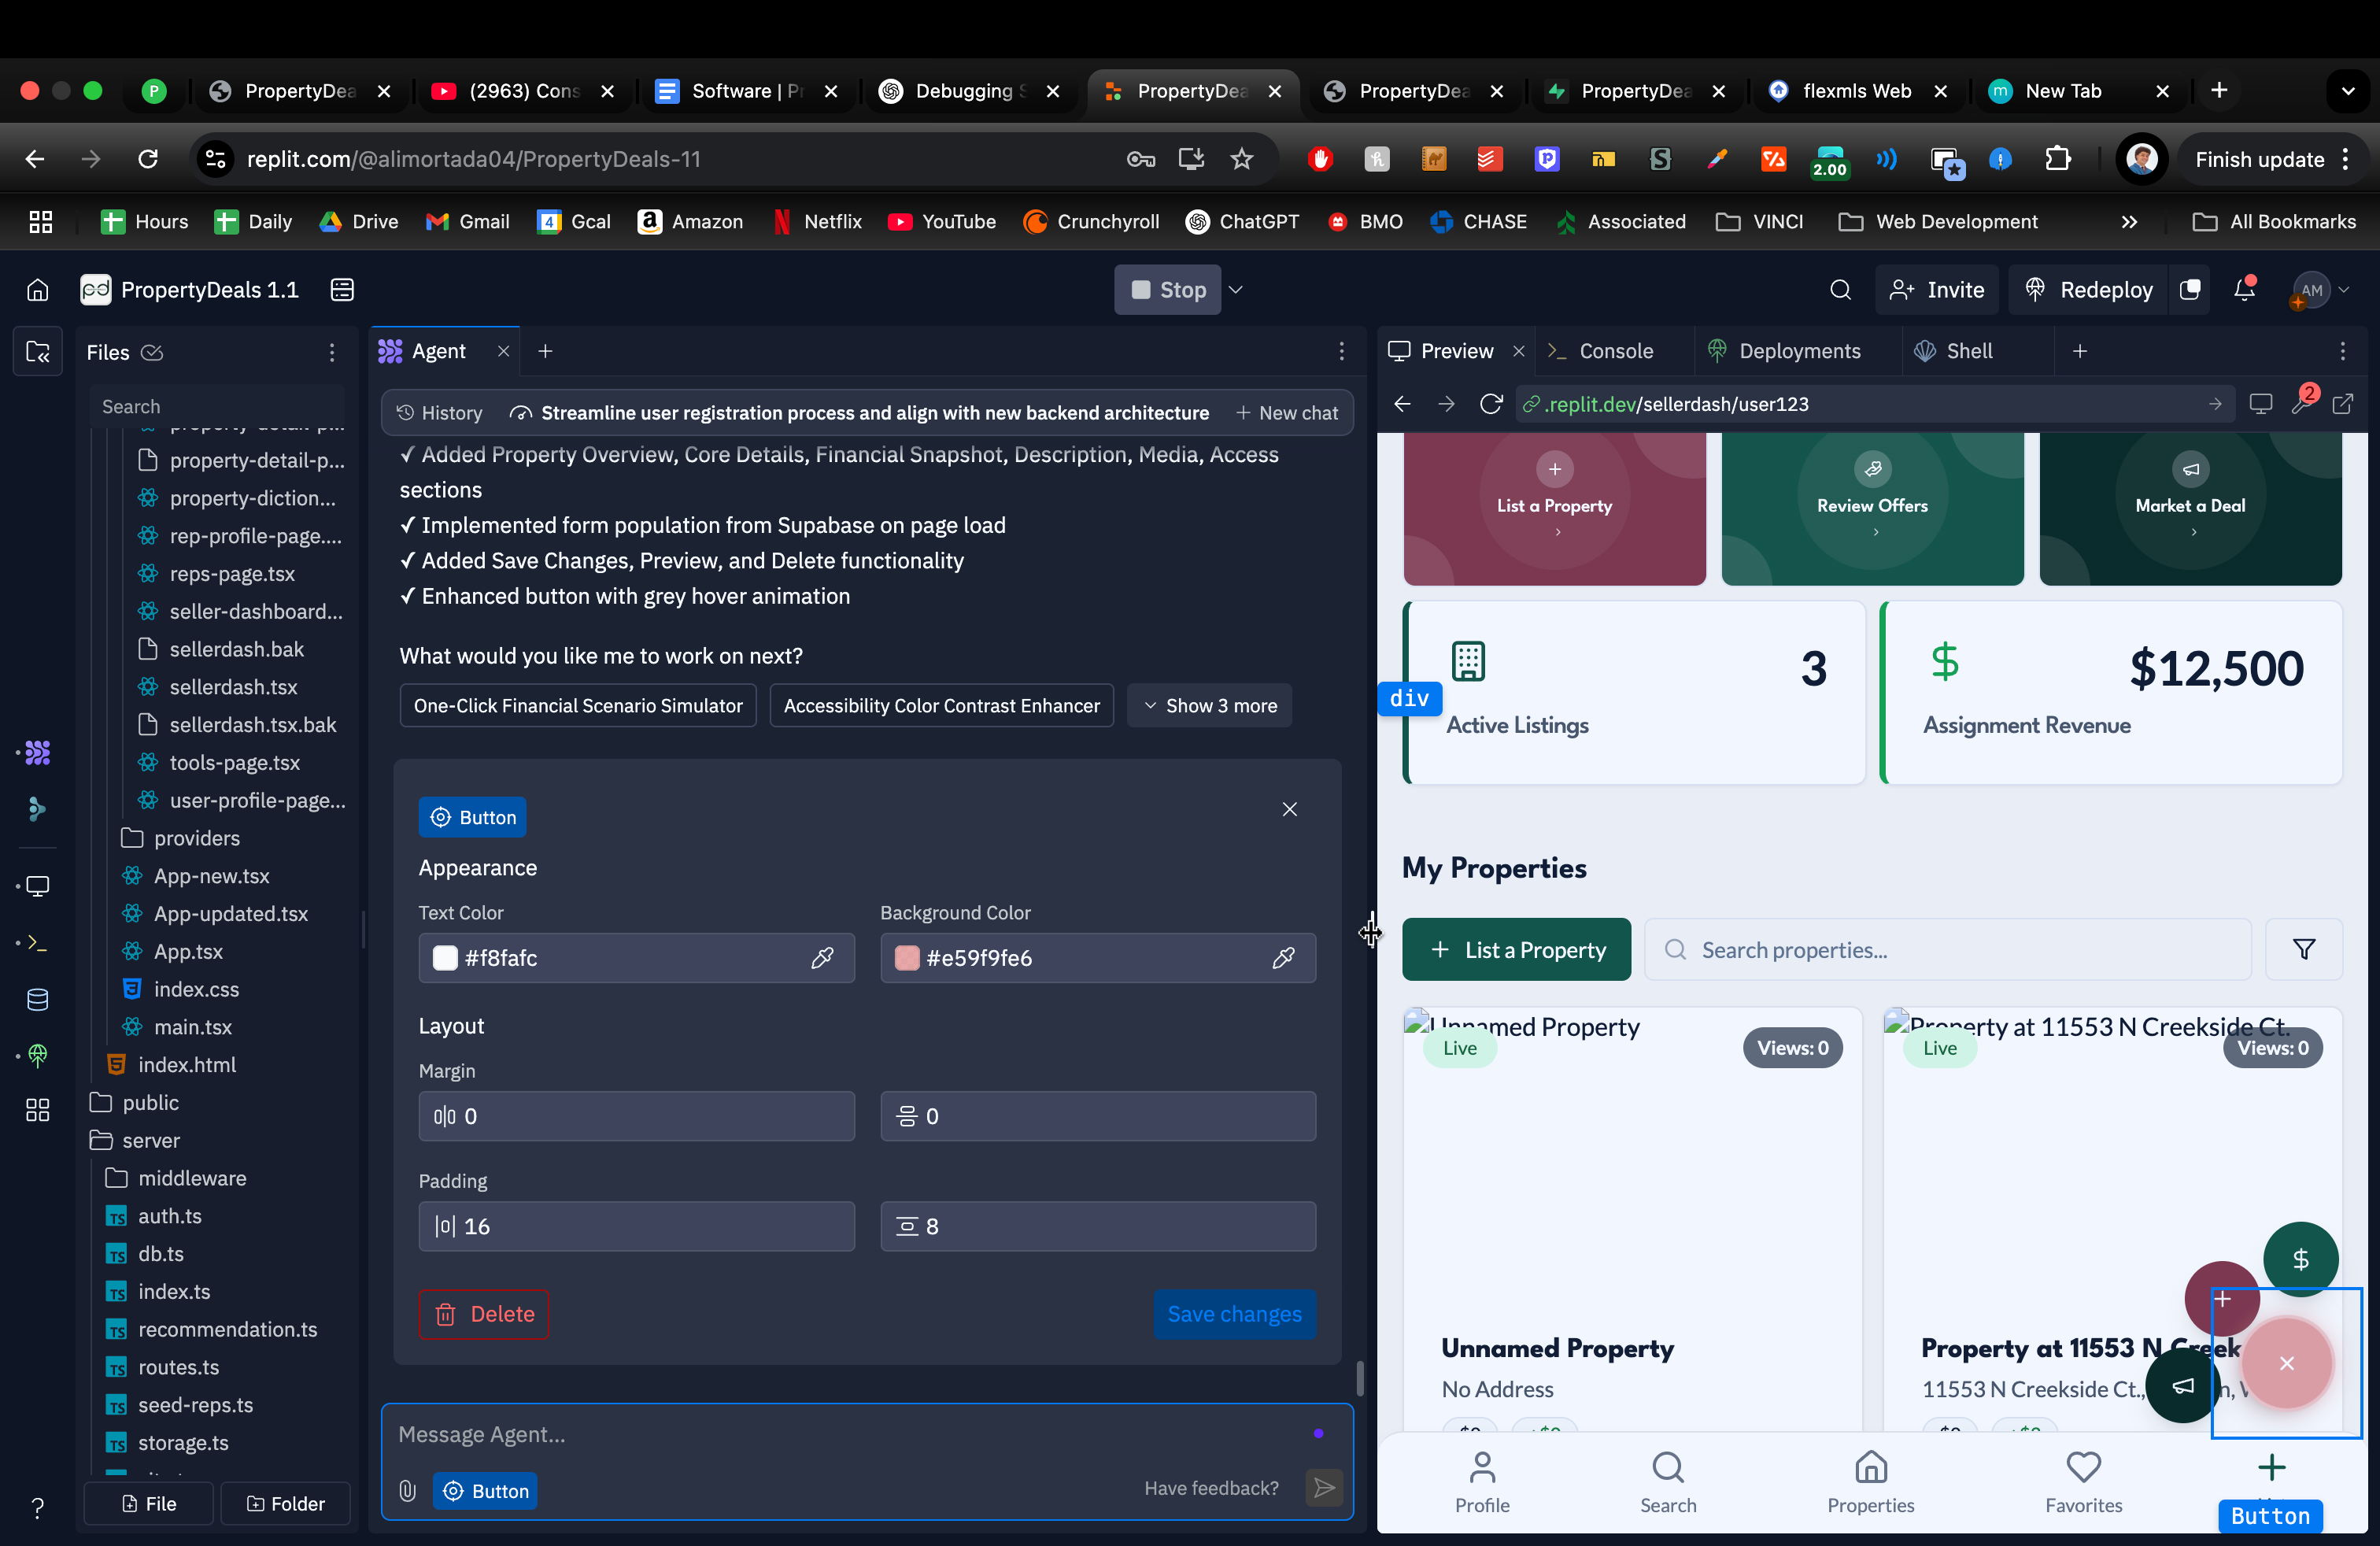 P
PropertyDea
(2963) Cons
Software | Pr
Debugging S
PropertyDea
PropertyDea
PropertyDea
flexmls Web
m
New Tab
replit.com/@alimortada04/PropertyDeals-11
2.00
Finish update
Hours
Daily
Drive
Gmail
4
Gcal
Amazon
Netflix
YouTube
Crunchyroll
ChatGPT
BMO
CHASE
Associated
VINCI
Web Development
All Bookmarks
pd
PropertyDeals 1.1
Stop
Invite
Redeploy
AM
Files
Search
property-detail-p...
property-detail-p...
property-diction...
rep-profile-page....
reps-page.tsx
seller-dashboard...
sellerdash.bak
sellerdash.tsx
sellerdash.tsx.bak
tools-page.tsx
user-profile-page...
providers
App-new.tsx
App-updated.tsx
App.tsx
index.css
main.tsx
index.html
public
server
middleware
auth.ts
db.ts
index.ts
recommendation.ts
routes.ts
seed-reps.ts
storage.ts
File
Folder
Agent
History
Streamline user registration process and align with new backend architecture
New chat
✓ Added Property Overview, Core Details, Financial Snapshot, Description, Media, Access
sections
✓ Implemented form population from Supabase on page load
✓ Added Save Changes, Preview, and Delete functionality
✓ Enhanced button with grey hover animation
What would you like me to work on next?
One-Click Financial Scenario Simulator
Accessibility Color Contrast Enhancer
Show 3 more
Button
Appearance
Text Color
Background Color
#f8fafc
#e59f9fe6
Layout
Margin
0
0
Padding
16
8
Delete
Save changes
Message Agent...
Button
Have feedback?
Preview
Console
Deployments
Shell
.replit.dev/sellerdash/user123
2
List a Property
Review Offers
Market a Deal
3
$12,500
div
Active Listings
Assignment Revenue
My Properties
+ List a Property
Search properties...
Unnamed Property
Live
Views: 0
Property at 11553 N Creekside Ct.
Live
Views: 0
$
Unnamed Property
No Address
Property at 11553 N Creek
11553 N Creekside Ct.,
Profile
Search
Properties
Favorites
Button